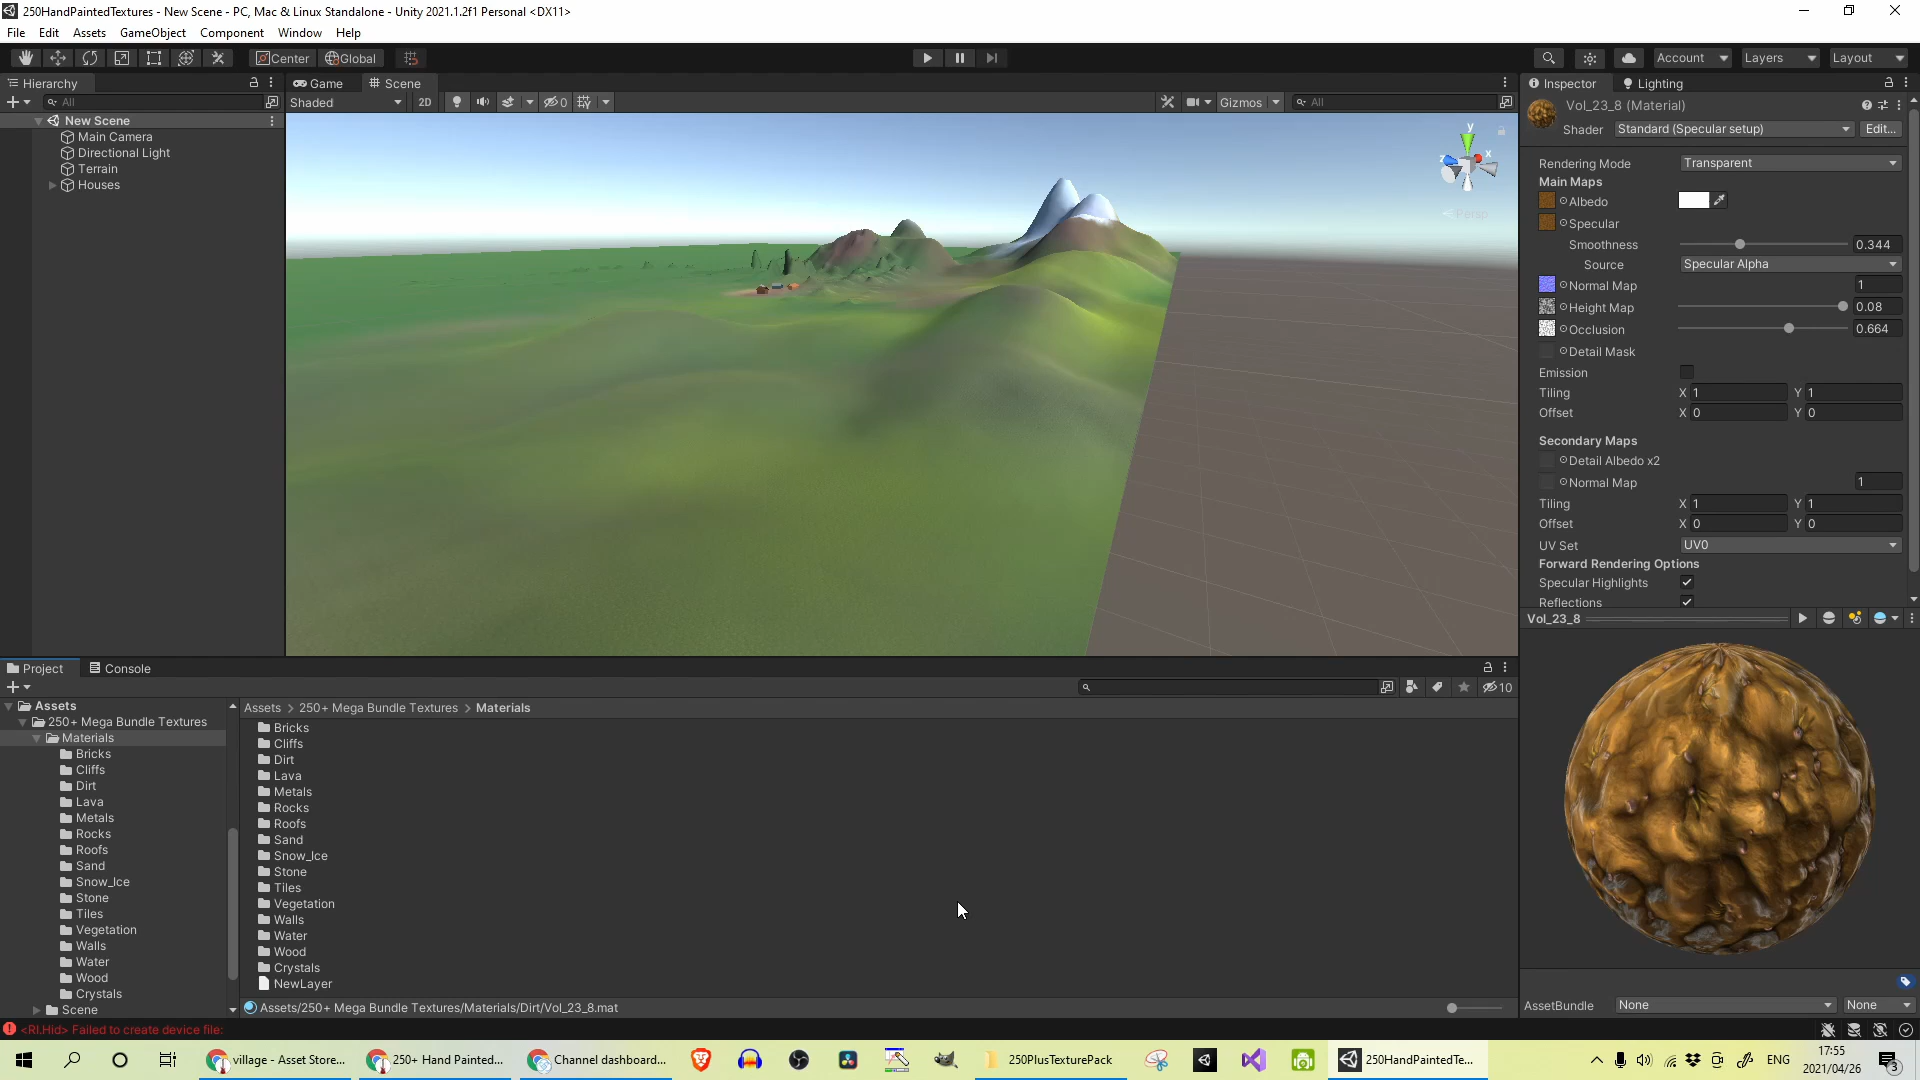 250HandPaintedTextures - New Scene - PC, Mac & Linux Standalone - Unity 2021.1.2f1 Personal <DX11>
File Edit Assets GameObject Component Window Help
Center Global Account Layers Layout
Hierarchy
All
New Scene
Main Camera
Directional Light
Terrain
Houses
Game Scene
Shaded 2D 0 Gizmos All
y
x
z
Persp
Inspector Lighting
Vol_23_8 (Material)
Shader Standard (Specular setup) Edit...
Rendering Mode Transparent
Main Maps
Albedo
Specular
Smoothness 0.344
Source Specular Alpha
Normal Map 1
Height Map 0.08
Occlusion 0.664
Detail Mask
Emission
Tiling X 1 Y 1
Offset X 0 Y 0
Secondary Maps
Detail Albedo x2
Normal Map 1
Tiling X 1 Y 1
Offset X 0 Y 0
UV Set UV0
Forward Rendering Options
Specular Highlights
Reflections
Vol_23_8
AssetBundle None None
Project Console
10
Assets
250+ Mega Bundle Textures
Materials
Bricks
Cliffs
Dirt
Lava
Metals
Rocks
Roofs
Sand
Snow_Ice
Stone
Tiles
Vegetation
Walls
Water
Wood
Crystals
Scene
Assets > 250+ Mega Bundle Textures > Materials
Bricks
Cliffs
Dirt
Lava
Metals
Rocks
Roofs
Sand
Snow_Ice
Stone
Tiles
Vegetation
Walls
Water
Wood
Crystals
NewLayer
Assets/250+ Mega Bundle Textures/Materials/Dirt/Vol_23_8.mat
<RI.Hid> Failed to create device file:
village - Asset Store... 250+ Hand Painted... Channel dashboard... 250PlusTexturePack 250HandPaintedTe... ENG
17:55
2021/04/26
3